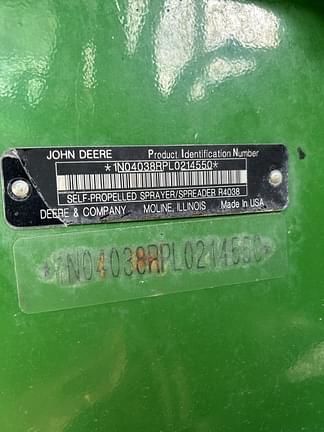 JOHN DEERE Product Identification Number
*1N04038RPL0214550*
SELF-PROPELLED SPRAYER/SPREADER R4038
DEERE & COMPANY MOLINE, ILLINOIS Made In USA
*1N04038RPL0214550*